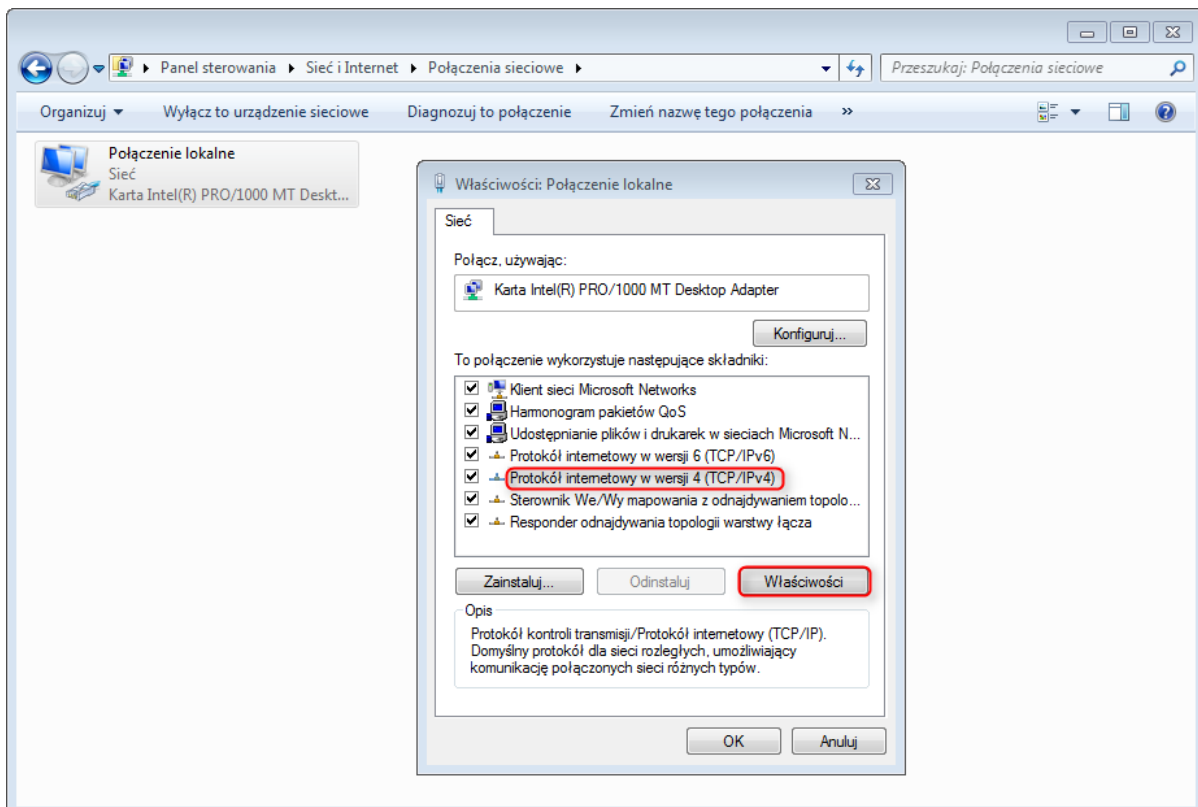 Panel sterowania Sieć i Internet Połączenia sieciowe
Przeszukaj: Połączenia sieciowe
Organizuj Wyłącz to urządzenie sieciowe Diagnozuj to połączenie Zmień nazwę tego połączenia »
Połączenie lokalne
Sieć
Karta Intel(R) PRO/1000 MT Deskt...
Właściwości: Połączenie lokalne
Sieć
Połącz, używając:
Karta Intel(R) PRO/1000 MT Desktop Adapter
Konfiguruj...
To połączenie wykorzystuje następujące składniki:
Klient sieci Microsoft Networks
Harmonogram pakietów QoS
Udostępnianie plików i drukarek w sieciach Microsoft N...
Protokół internetowy w wersji 6 (TCP/IPv6)
Protokół internetowy w wersji 4 (TCP/IPv4)
Sterownik We/Wy mapowania z odnajdywaniem topolo...
Responder odnajdywania topologii warstwy łącza
Zainstaluj... Odinstaluj Właściwości
Opis
Protokół kontroli transmisji/Protokół internetowy (TCP/IP).
Domyślny protokół dla sieci rozległych, umożliwiający
komunikację połączonych sieci różnych typów.
OK Anuluj